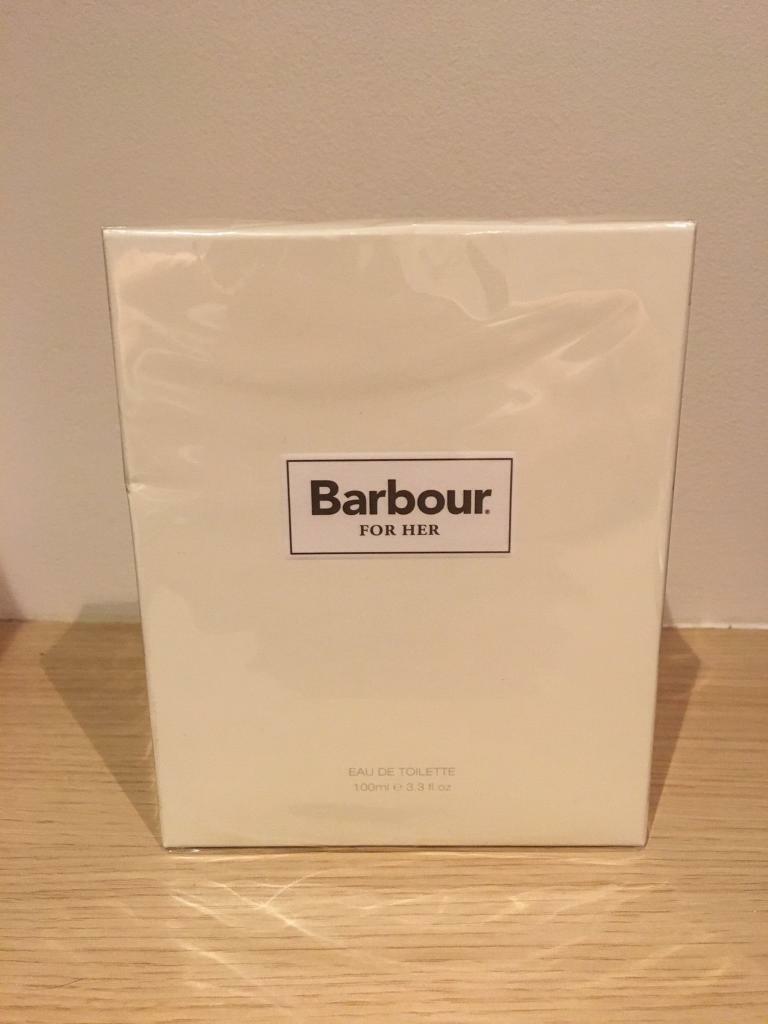 Barbour.
FOR HER
EAU DE TOILETTE
100ml ℮ 3.3 fl.oz